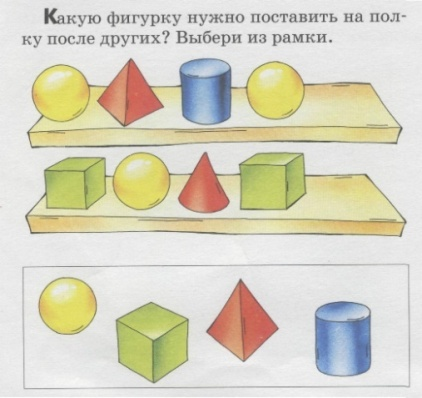 Какую фигурку нужно поставить на пол-
ку после других? Выбери из рамки.